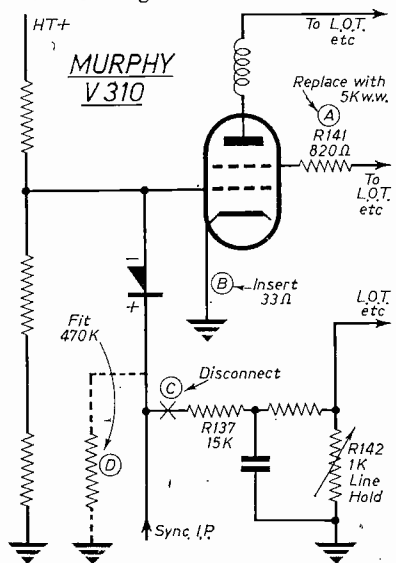 HT+
To L.O.T.
etc
MURPHY
V 310
Replace with
5K w.w.
A
R141
820Ω
To
L.O.T.
etc
B
Insert
33Ω
L.O.T.
etc
Fit
470K
C
Disconnect
R137
15K
D
R142
1K
Line
Hold
Sync I.P.
−
+